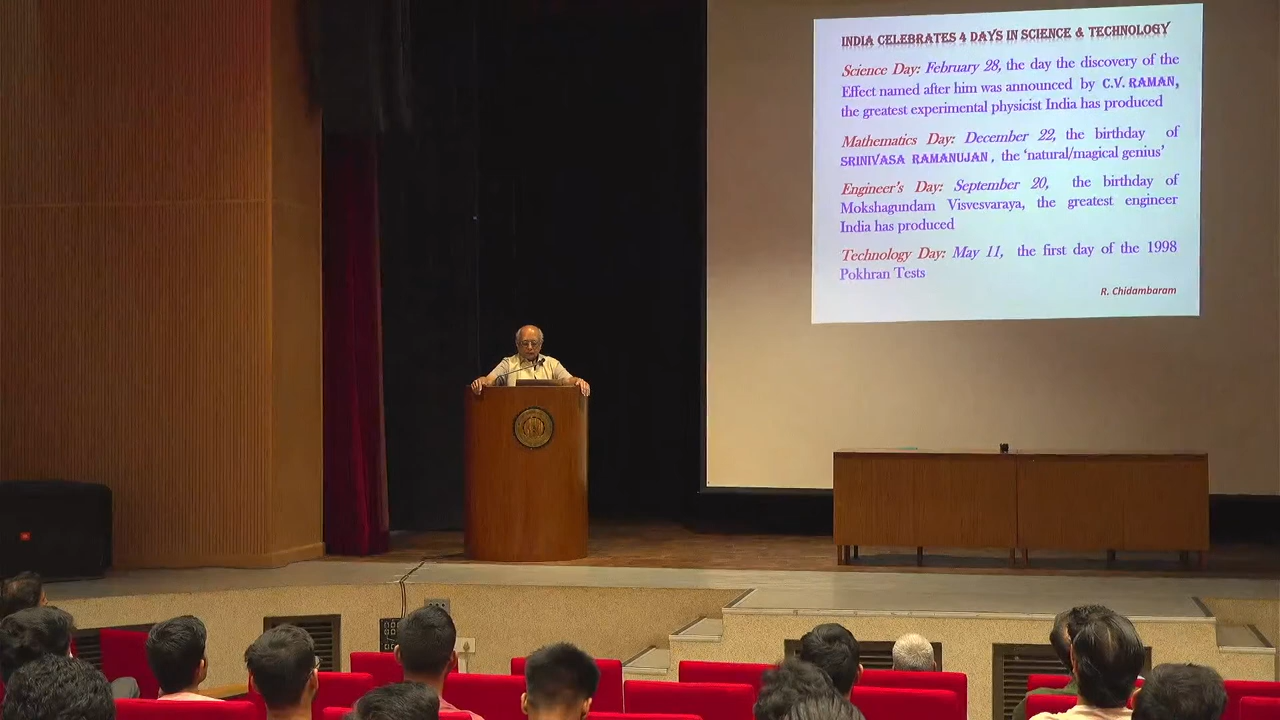 INDIA CELEBRATES 4 DAYS IN SCIENCE & TECHNOLOGY
Science Day: February 28, the day the discovery of the
Effect named after him was announced by C.V. RAMAN,
the greatest experimental physicist India has produced
Mathematics Day: December 22, the birthday of
SRINIVASA RAMANUJAN, the 'natural/magical genius'
Engineer's Day: September 20, the birthday of
Mokshagundam Visvesvaraya, the greatest engineer
India has produced
Technology Day: May 11, the first day of the 1998
Pokhran Tests
R. Chidambaram